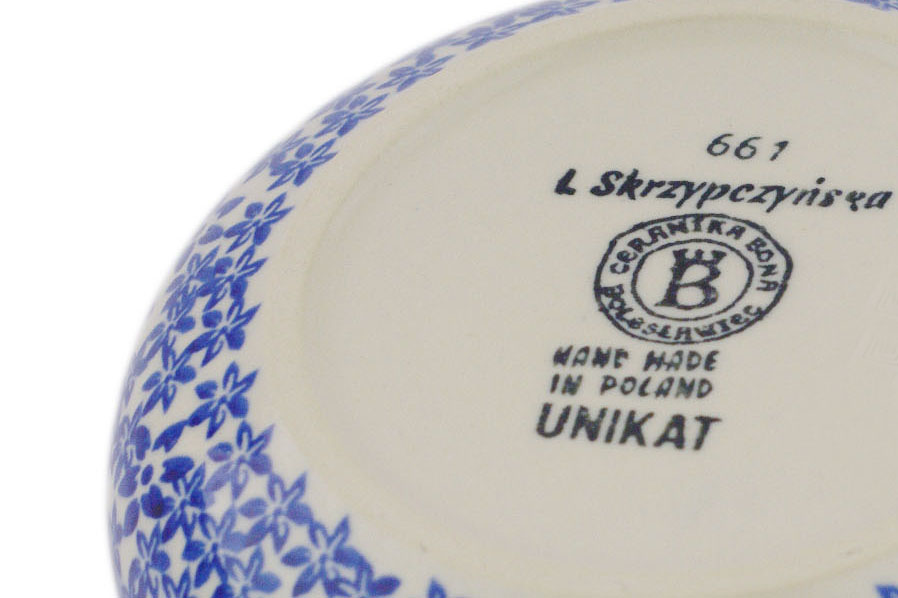 661
L Skrzypczyńska
CERAMIKA BONA
B
BOLESŁAWIEC
HAND MADE
IN POLAND
UNIKAT